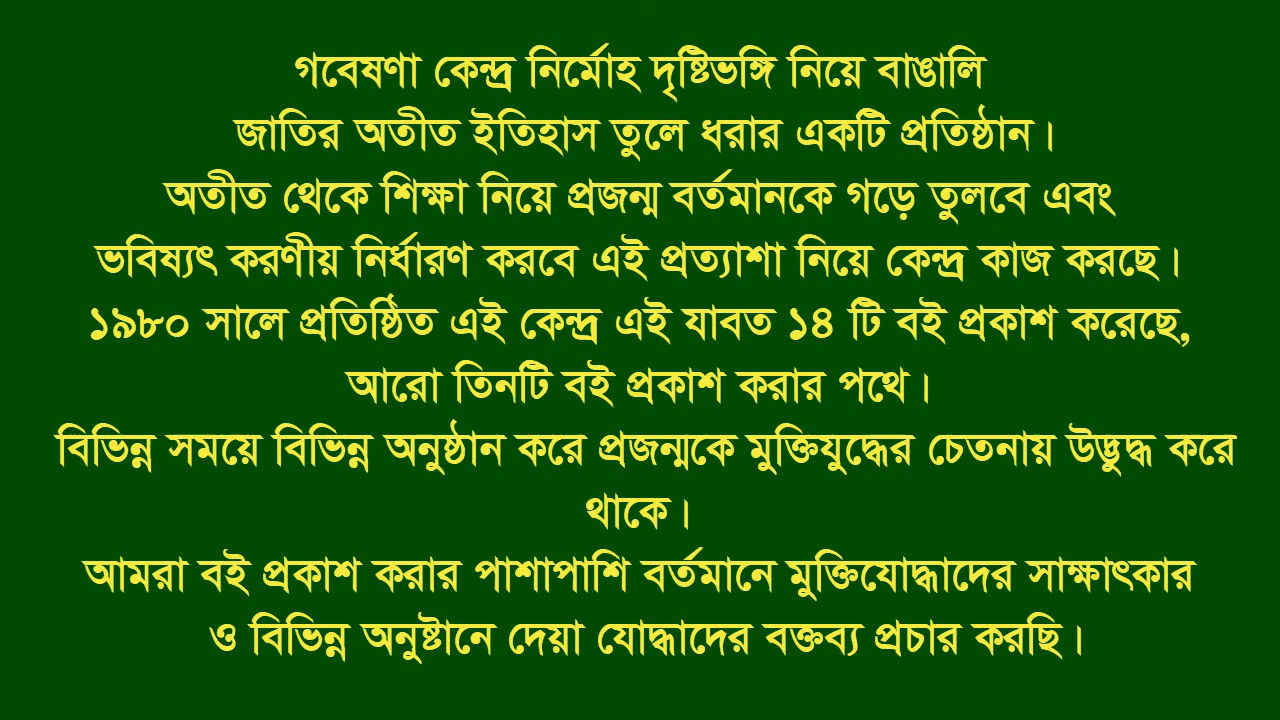 গবেষণা কেন্দ্র নির্মোহ দৃষ্টিভঙ্গি নিয়ে বাঙালি
জাতির অতীত ইতিহাস তুলে ধরার একটি প্রতিষ্ঠান।
অতীত থেকে শিক্ষা নিয়ে প্রজন্ম বর্তমানকে গড়ে তুলবে এবং
ভবিষ্যৎ করণীয় নির্ধারণ করবে এই প্রত্যাশা নিয়ে কেন্দ্র কাজ করছে।
১৯৮০ সালে প্রতিষ্ঠিত এই কেন্দ্র এই যাবত ১৪ টি বই প্রকাশ করেছে,
আরো তিনটি বই প্রকাশ করার পথে।
বিভিন্ন সময়ে বিভিন্ন অনুষ্ঠান করে প্রজন্মকে মুক্তিযুদ্ধের চেতনায় উদ্ভুদ্ধ করে
থাকে।
আমরা বই প্রকাশ করার পাশাপাশি বর্তমানে মুক্তিযোদ্ধাদের সাক্ষাৎকার
ও বিভিন্ন অনুষ্টানে দেয়া যোদ্ধাদের বক্তব্য প্রচার করছি।